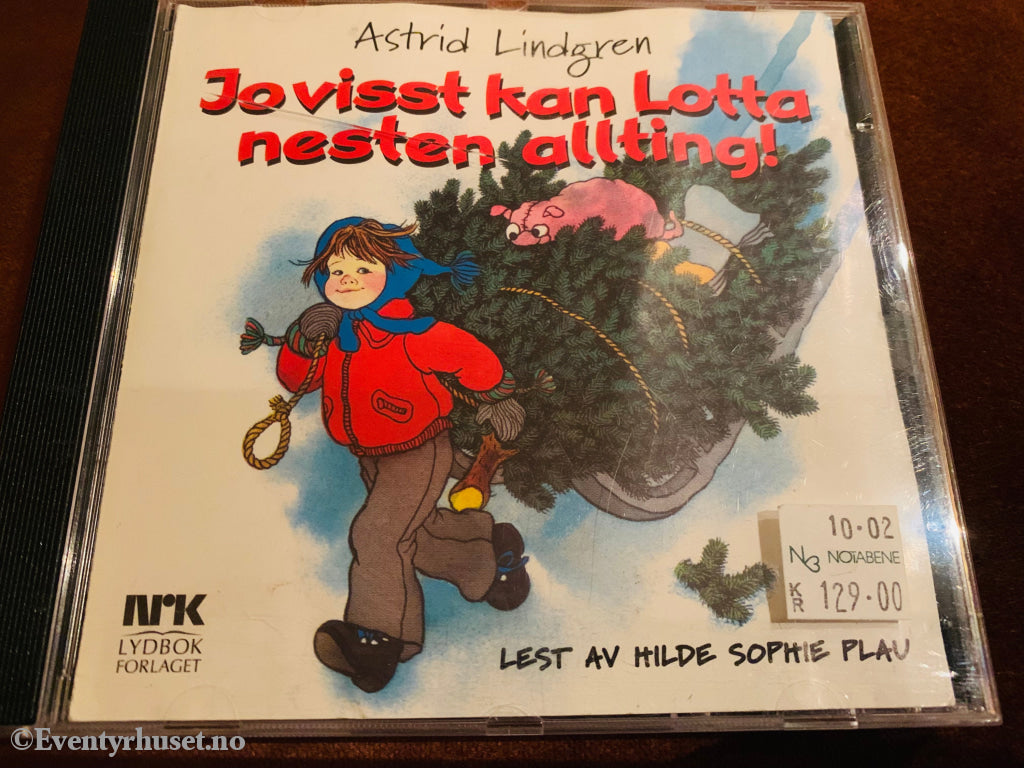 Astrid Lindgren
Jo visst kan Lotta
nesten allting!
10·02
N3 NOTABENE
KR 129·00
NRK
LYDBOK
FORLAGET
LEST AV HILDE SOPHIE PLAU
©Eventyrhuset.no